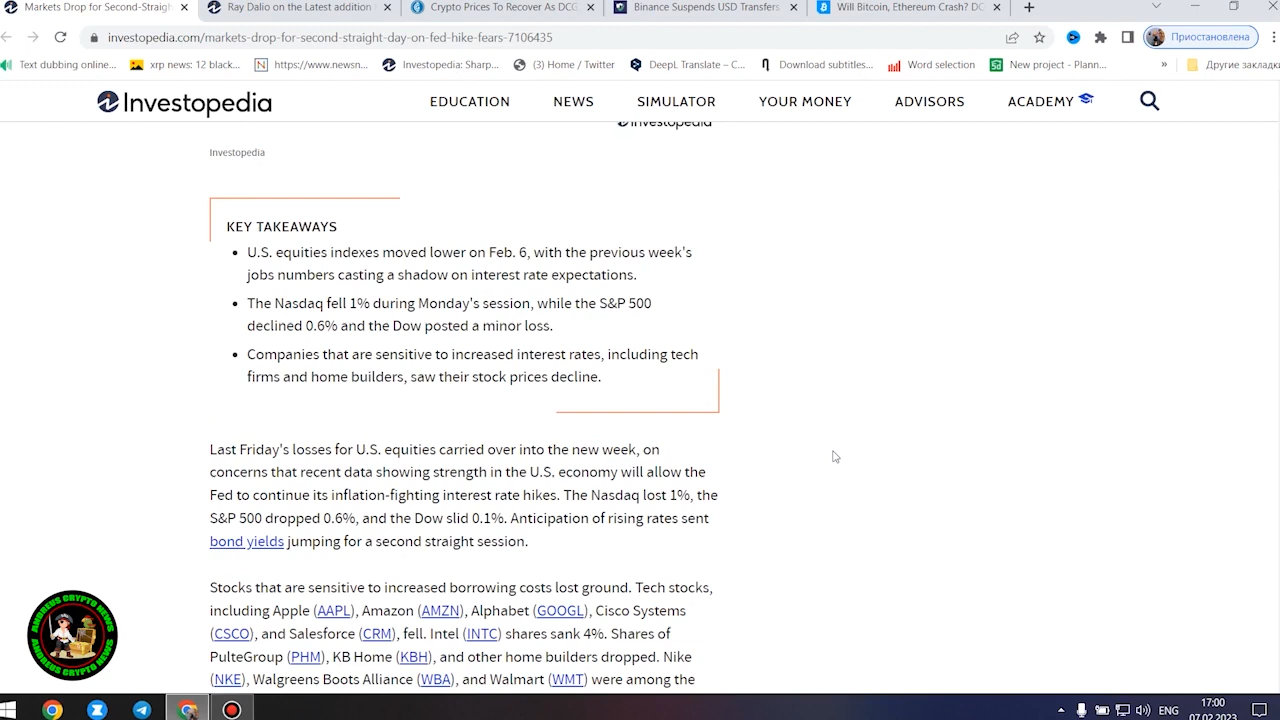 Markets Drop for Second-Straigh
Ray Dalio on the Latest addition
Crypto Prices To Recover As DCG
Binance Suspends USD Transfers
Will Bitcoin, Ethereum Crash? DC
investopedia.com/markets-drop-for-second-straight-day-on-fed-hike-fears-7106435
Приостановлена
Text dubbing online...
xrp news: 12 black...
https://www.newsn...
Investopedia: Sharp...
(3) Home / Twitter
DeepL Translate – C...
Download subtitles...
Word selection
New project - Plann...
»
Другие закладки
Investopedia
EDUCATION
NEWS
SIMULATOR
YOUR MONEY
ADVISORS
ACADEMY
Investopedia
Investopedia
KEY TAKEAWAYS
• U.S. equities indexes moved lower on Feb. 6, with the previous week's
jobs numbers casting a shadow on interest rate expectations.
• The Nasdaq fell 1% during Monday's session, while the S&P 500
declined 0.6% and the Dow posted a minor loss.
• Companies that are sensitive to increased interest rates, including tech
firms and home builders, saw their stock prices decline.
Last Friday's losses for U.S. equities carried over into the new week, on
concerns that recent data showing strength in the U.S. economy will allow the
Fed to continue its inflation-fighting interest rate hikes. The Nasdaq lost 1%, the
S&P 500 dropped 0.6%, and the Dow slid 0.1%. Anticipation of rising rates sent
bond yields jumping for a second straight session.
Stocks that are sensitive to increased borrowing costs lost ground. Tech stocks,
including Apple (AAPL), Amazon (AMZN), Alphabet (GOOGL), Cisco Systems
(CSCO), and Salesforce (CRM), fell. Intel (INTC) shares sank 4%. Shares of
PulteGroup (PHM), KB Home (KBH), and other home builders dropped. Nike
(NKE), Walgreens Boots Alliance (WBA), and Walmart (WMT) were among the
ANDREUS CRYPTO NEWS
ANDREUS CRYPTO NEWS
ENG
17:00
07.02.2023